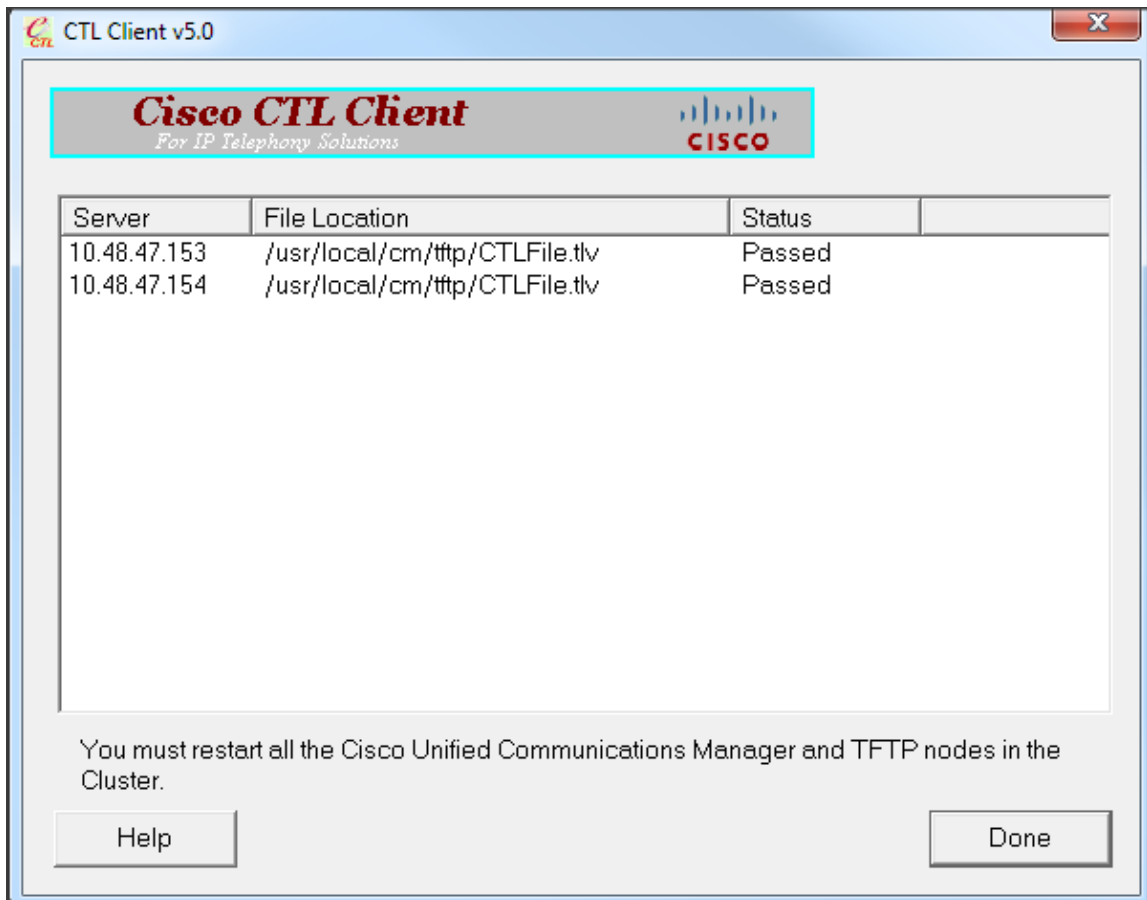 CTL Client v5.0
Cisco CTL Client
For IP Telephony Solutions
CISCO
Server File Location Status
10.48.47.153 /usr/local/cm/tftp/CTLFile.tlv Passed
10.48.47.154 /usr/local/cm/tftp/CTLFile.tlv Passed
You must restart all the Cisco Unified Communications Manager and TFTP nodes in the
Cluster.
Help Done